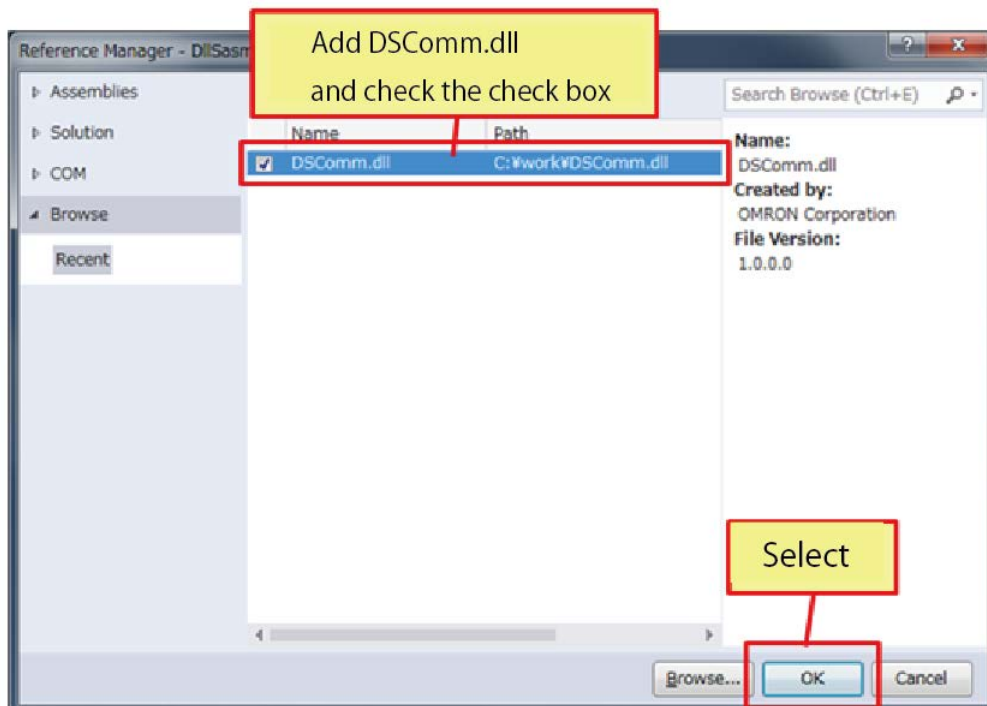 Reference Manager - DllSasm
Add DSComm.dll
and check the check box
? x
Assemblies
Solution
COM
Browse
Recent
Name Path
DSComm.dll C:¥work¥DSComm.dll
Search Browse (Ctrl+E)
Name:
DSComm.dll
Created by:
OMRON Corporation
File Version:
1.0.0.0
Select
Browse... OK Cancel